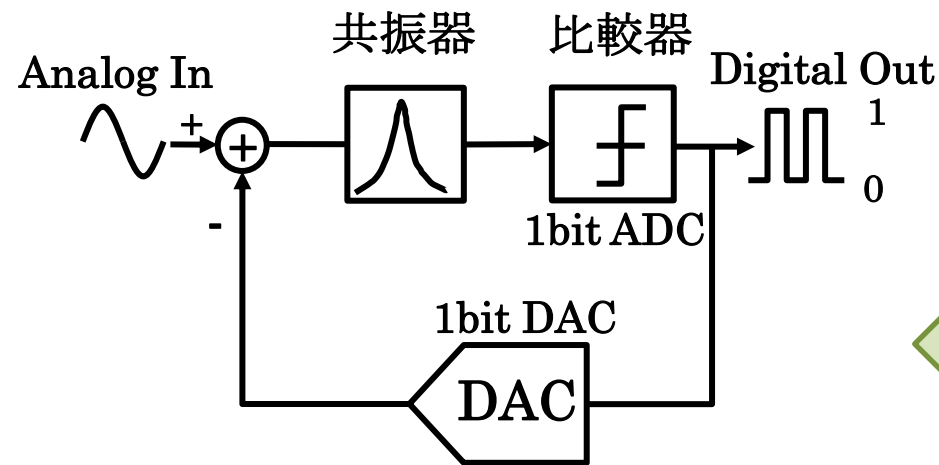 共振器
比較器
Analog In
Digital Out
+
+
1
0
-
1bit ADC
1bit DAC
DAC